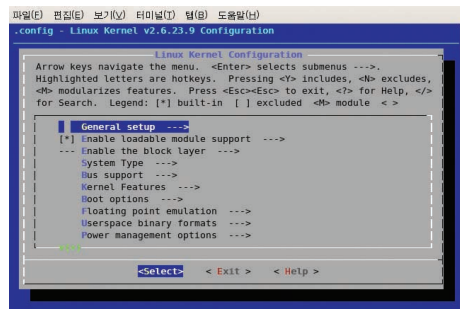 파일(F) 편집(E) 보기(V) 터미널(T) 탭(B) 도움말(H)
.config - Linux Kernel v2.6.23.9 Configuration
Linux Kernel Configuration
Arrow keys navigate the menu. <Enter> selects submenus --->.
Highlighted letters are hotkeys. Pressing <Y> includes, <N> excludes,
<M> modularizes features. Press <Esc><Esc> to exit, <?> for Help, </>
for Search. Legend: [*] built-in [ ] excluded <M> module < >
General setup --->
[*] Enable loadable module support --->
--- Enable the block layer --->
System Type --->
Bus support --->
Kernel Features --->
Boot options --->
Floating point emulation --->
Userspace binary formats --->
Power management options --->
<Select> < Exit > < Help >